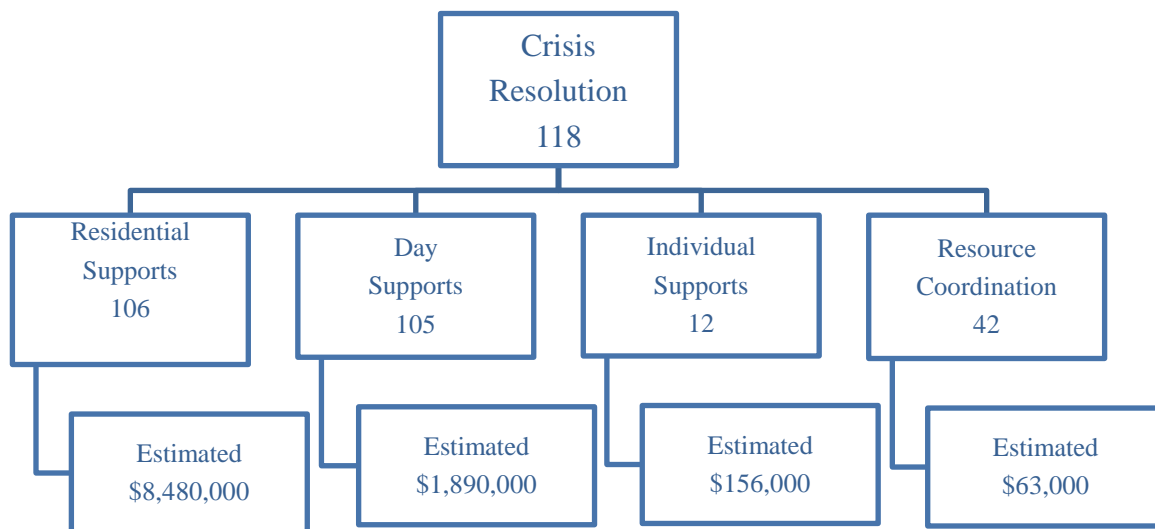 Crisis
Resolution
118
Residential
Supports
106
Day
Supports
105
Individual
Supports
12
Resource
Coordination
42
Estimated
$8,480,000
Estimated
$1,890,000
Estimated
$156,000
Estimated
$63,000